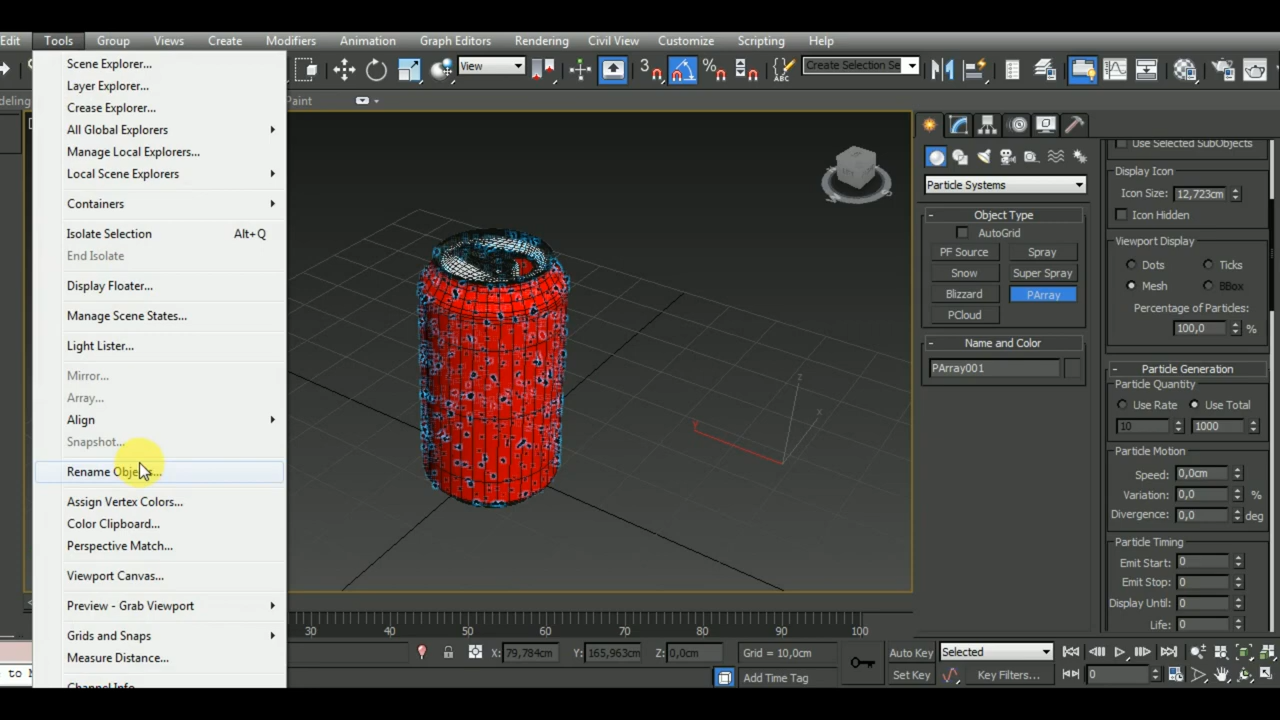 Edit Tools Group Views Create Modifiers Animation Graph Editors Rendering Civil View Customize Scripting Help
View 3 % ABC Create Selection Se
deling Paint
Scene Explorer...
Layer Explorer...
Crease Explorer...
All Global Explorers
Manage Local Explorers...
Local Scene Explorers
Containers
Isolate Selection Alt+Q
End Isolate
Display Floater...
Manage Scene States...
Light Lister...
Mirror...
Array...
Align
Snapshot...
Rename Objects...
Assign Vertex Colors...
Color Clipboard...
Perspective Match...
Viewport Canvas...
Preview - Grab Viewport
Grids and Snaps
Measure Distance...
Channel Info
z
x
Y
Particle Systems
- Object Type
AutoGrid
PF Source Spray
Snow Super Spray
Blizzard PArray
PCloud
- Name and Color
PArray001
Use Selected SubObjects
Display Icon
Icon Size: 12,723cm
Icon Hidden
Viewport Display
Dots Ticks
Mesh BBox
Percentage of Particles:
100,0 %
- Particle Generation
Particle Quantity
Use Rate Use Total
10 1000
Particle Motion
Speed: 0,0cm
Variation: 0,0 %
Divergence: 0,0 deg
Particle Timing
Emit Start: 0
Emit Stop: 0
Display Until: 0
Life: 0
30 40 50 60 70 80 90 100
X: 79,784cm Y: 165,963cm Z: 0,0cm Grid = 10,0cm Auto Key Selected
to M Add Time Tag Set Key Key Filters... 0